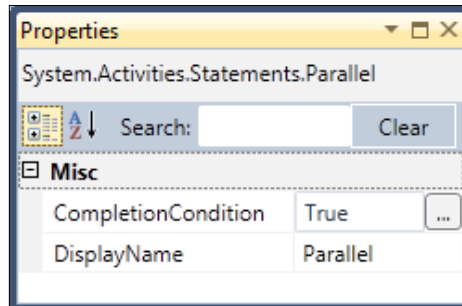 Properties
System.Activities.Statements.Parallel
A Z Search: Clear
Misc
CompletionCondition True ...
DisplayName Parallel